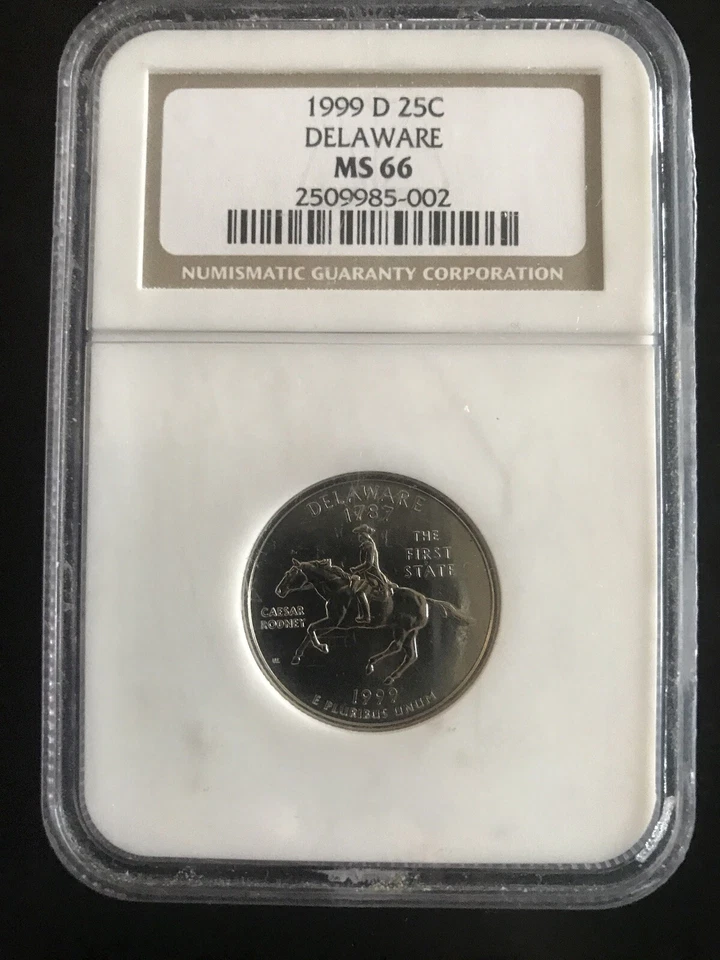 1999 D 25C
DELAWARE
MS 66
2509985-002
NUMISMATIC GUARANTY CORPORATION
DELAWARE
1787
THE
FIRST
STATE
CAESAR
RODNEY
1999
E PLURIBUS UNUM